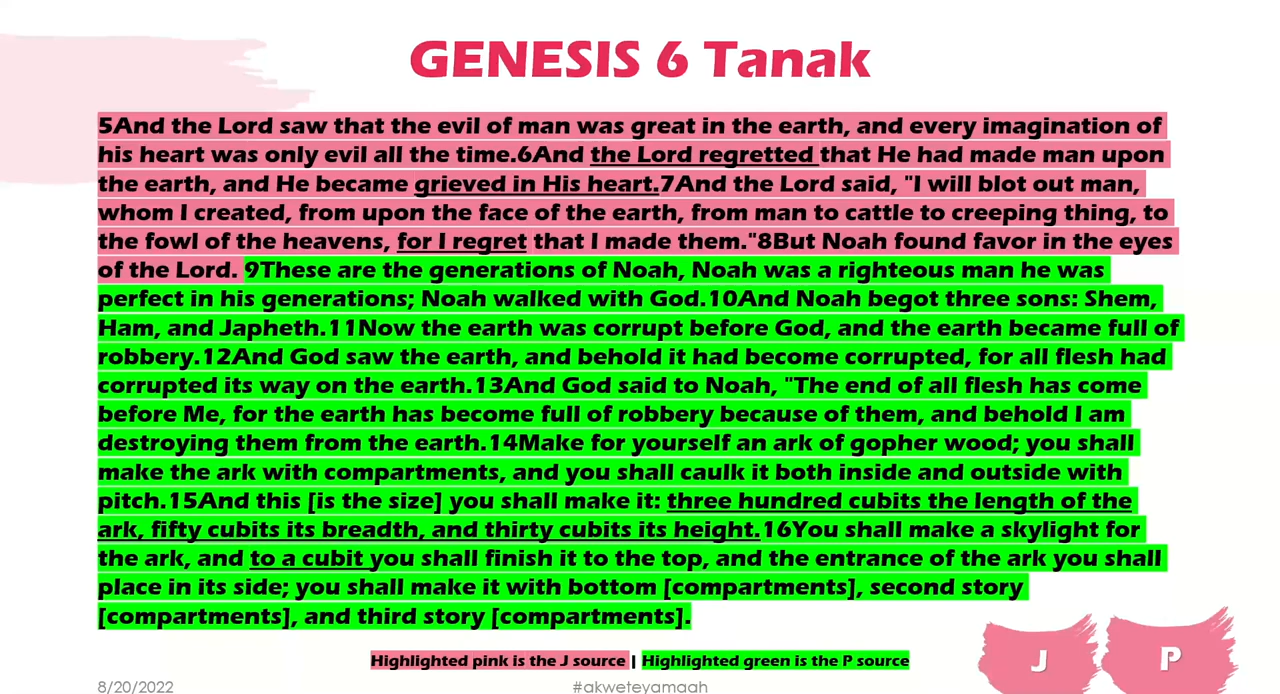 GENESIS 6 Tanak
5And the Lord saw that the evil of man was great in the earth, and every imagination of
his heart was only evil all the time.6And the Lord regretted that He had made man upon
the earth, and He became grieved in His heart.7And the Lord said, "I will blot out man,
whom I created, from upon the face of the earth, from man to cattle to creeping thing, to
the fowl of the heavens, for I regret that I made them."8But Noah found favor in the eyes
of the Lord. 9These are the generations of Noah, Noah was a righteous man he was
perfect in his generations; Noah walked with God.10And Noah begot three sons: Shem,
Ham, and Japheth.11Now the earth was corrupt before God, and the earth became full of
robbery.12And God saw the earth, and behold it had become corrupted, for all flesh had
corrupted its way on the earth.13And God said to Noah, "The end of all flesh has come
before Me, for the earth has become full of robbery because of them, and behold I am
destroying them from the earth.14Make for yourself an ark of gopher wood; you shall
make the ark with compartments, and you shall caulk it both inside and outside with
pitch.15And this [is the size] you shall make it: three hundred cubits the length of the
ark, fifty cubits its breadth, and thirty cubits its height.16You shall make a skylight for
the ark, and to a cubit you shall finish it to the top, and the entrance of the ark you shall
place in its side; you shall make it with bottom [compartments], second story
[compartments], and third story [compartments].
Highlighted pink is the J source | Highlighted green is the P source
J P
8/20/2022 #akweteyamaah